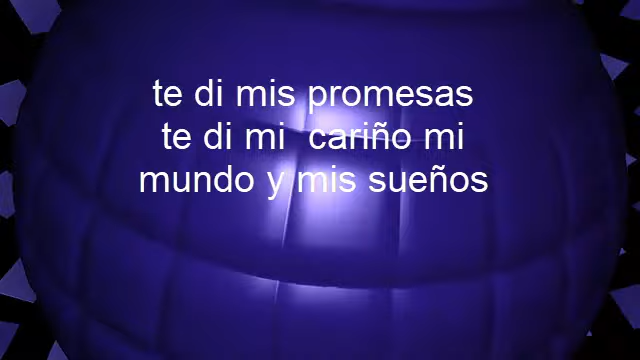 te di mis promesas
te di mi  cariño mi
mundo y mis sueños